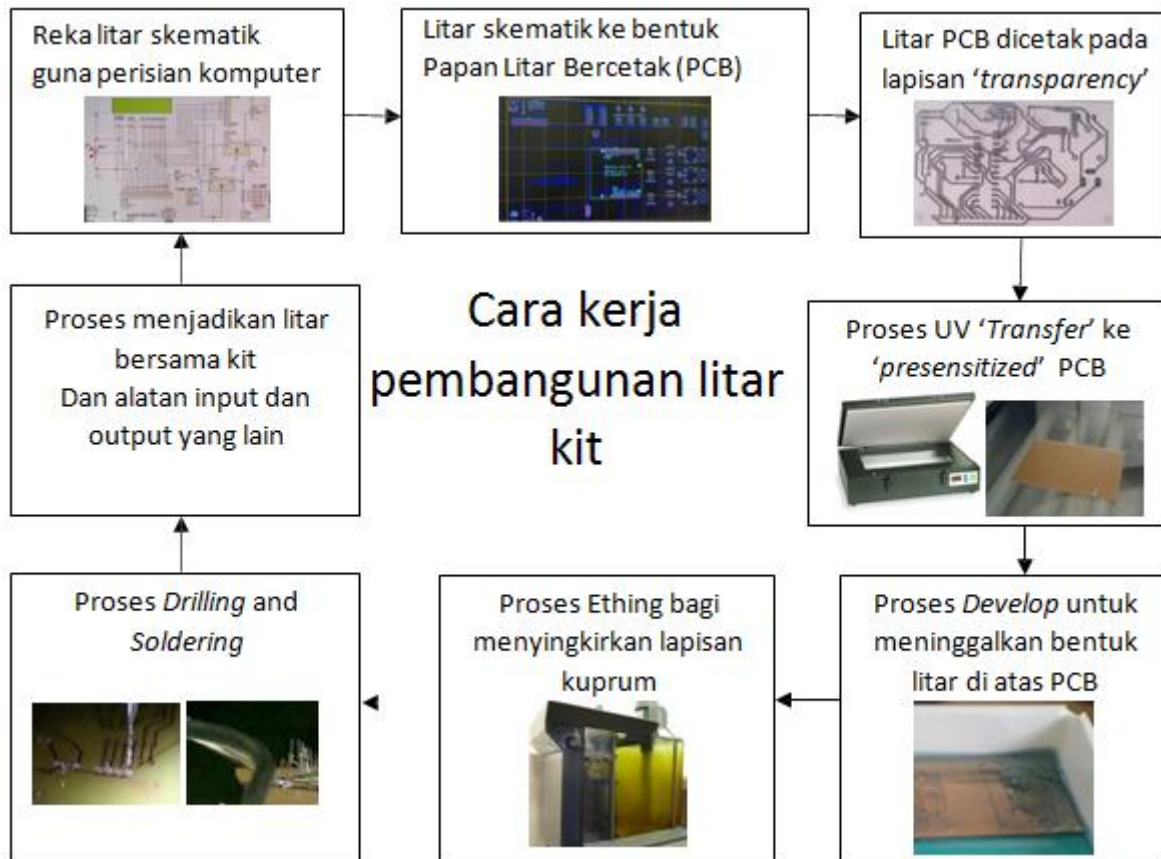 Reka litar skematik
guna perisian komputer
Litar skematik ke bentuk
Papan Litar Bercetak (PCB)
Litar PCB dicetak pada
lapisan ‘transparency’
Proses UV ‘Transfer’ ke
‘presensitized’ PCB
Proses Develop untuk
meninggalkan bentuk
litar di atas PCB
Proses Ething bagi
menyingkirkan lapisan
kuprum
Proses Drilling and
Soldering
Proses menjadikan litar
bersama kit
Dan alatan input dan
output yang lain
Cara kerja
pembangunan litar
kit